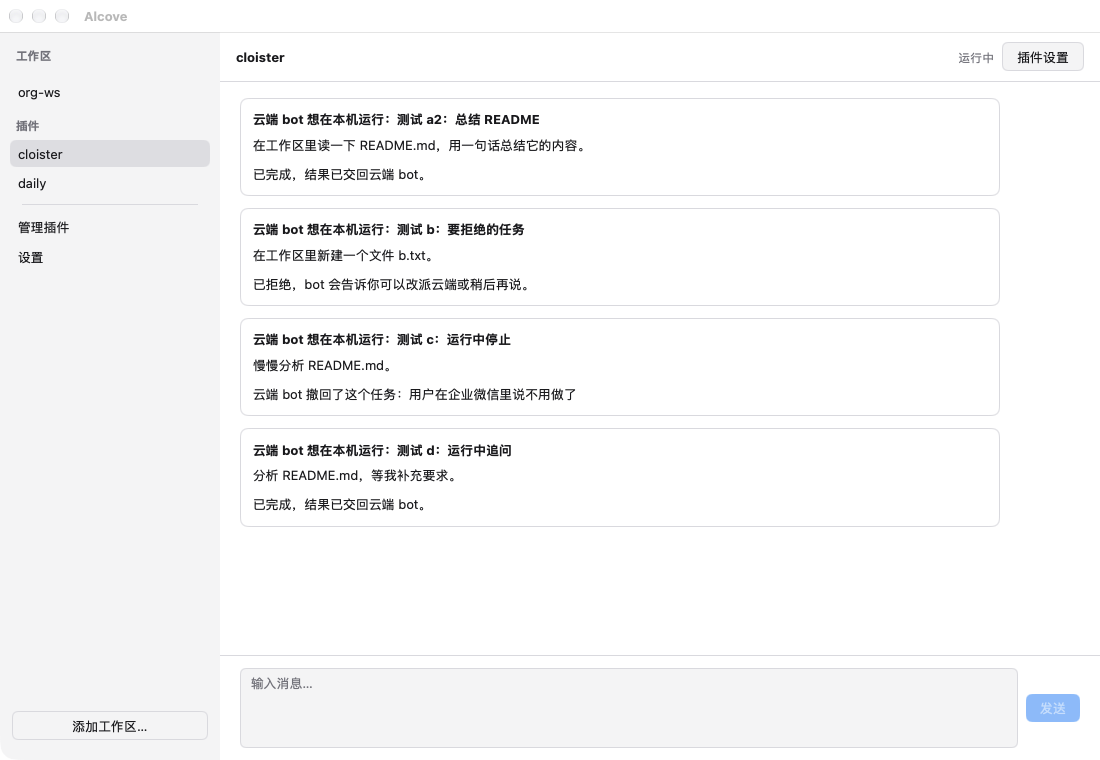 Alcove
工作区
org-ws
插件
cloister
daily
管理插件
设置
添加工作区...
cloister
运行中
插件设置
云端 bot 想在本机运行：测试 a2：总结 README
在工作区里读一下 README.md，用一句话总结它的内容。
已完成，结果已交回云端 bot。
云端 bot 想在本机运行：测试 b：要拒绝的任务
在工作区里新建一个文件 b.txt。
已拒绝，bot 会告诉你可以改派云端或稍后再说。
云端 bot 想在本机运行：测试 c：运行中停止
慢慢分析 README.md。
云端 bot 撤回了这个任务：用户在企业微信里说不用做了
云端 bot 想在本机运行：测试 d：运行中追问
分析 README.md，等我补充要求。
已完成，结果已交回云端 bot。
输入消息...
发送